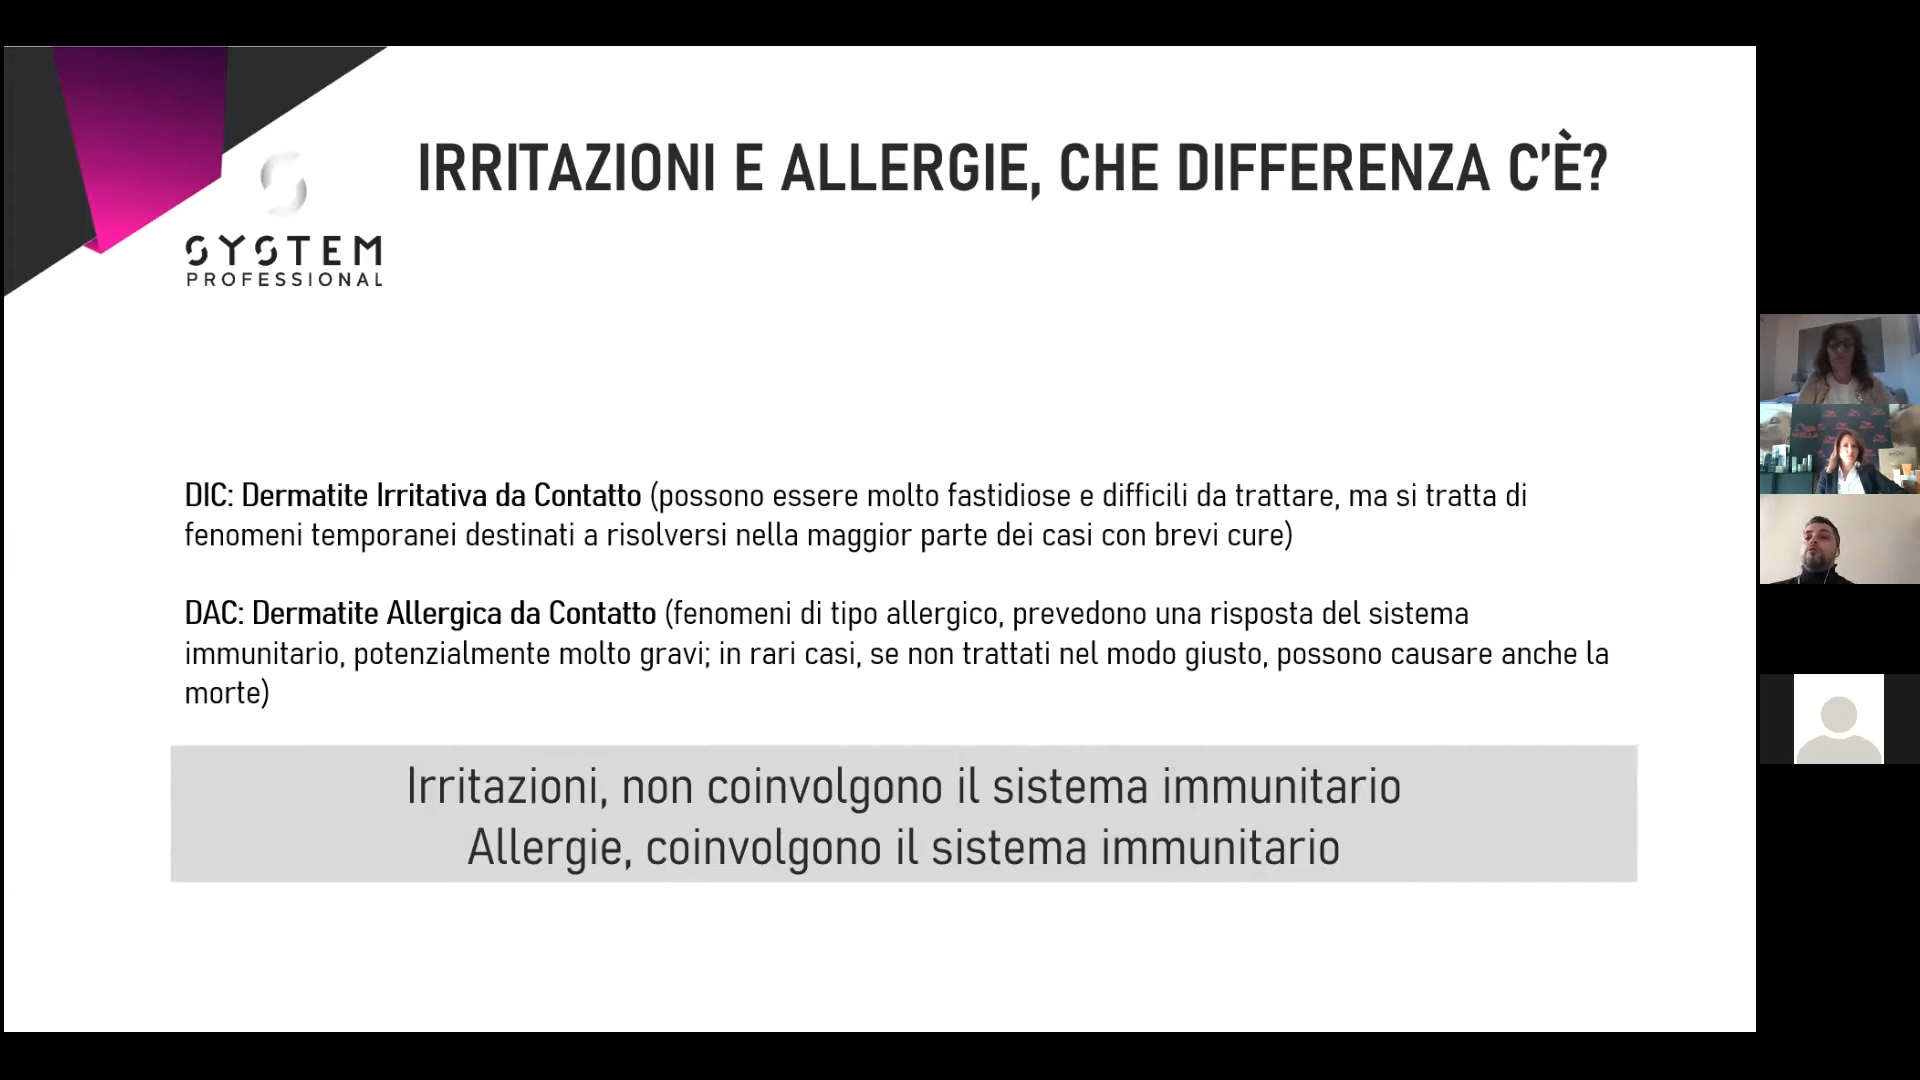 IRRITAZIONI E ALLERGIE, CHE DIFFERENZA C'È?
SYSTEM
PROFESSIONAL
DIC: Dermatite Irritativa da Contatto (possono essere molto fastidiose e difficili da trattare, ma si tratta di
fenomeni temporanei destinati a risolversi nella maggior parte dei casi con brevi cure)
DAC: Dermatite Allergica da Contatto (fenomeni di tipo allergico, prevedono una risposta del sistema
immunitario, potenzialmente molto gravi; in rari casi, se non trattati nel modo giusto, possono causare anche la
morte)
Irritazioni, non coinvolgono il sistema immunitario
Allergie, coinvolgono il sistema immunitario
WELLA